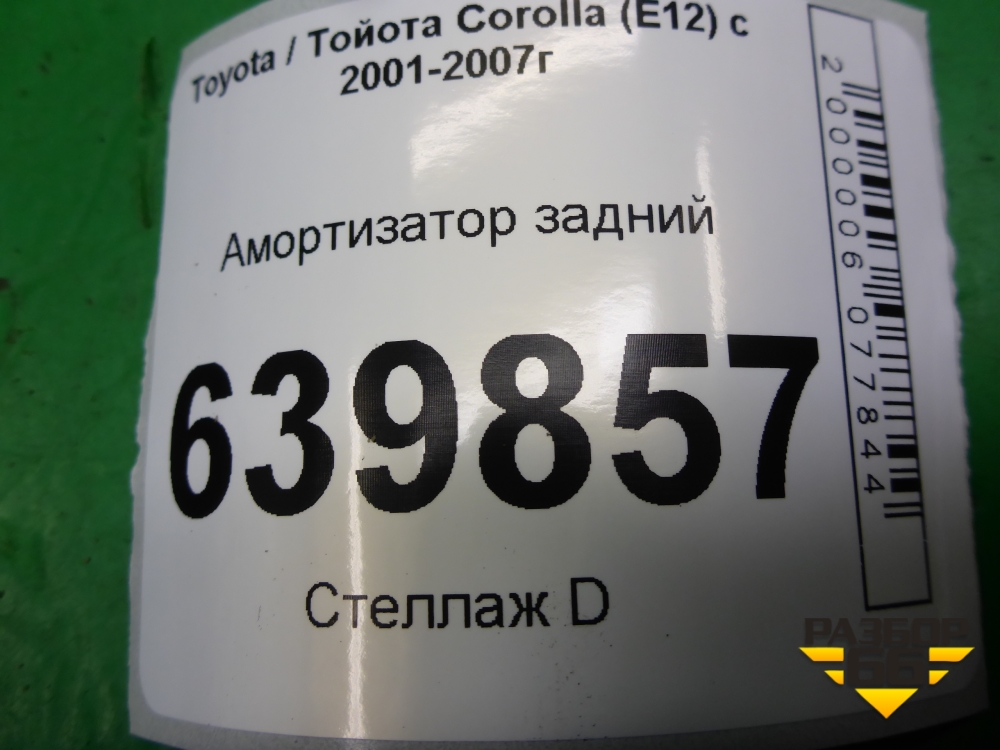 Toyota / Тойота Corolla (E12) с
2001-2007г
Амортизатор задний
639857
Стеллаж D
2000006077844
РАЗБОР
66